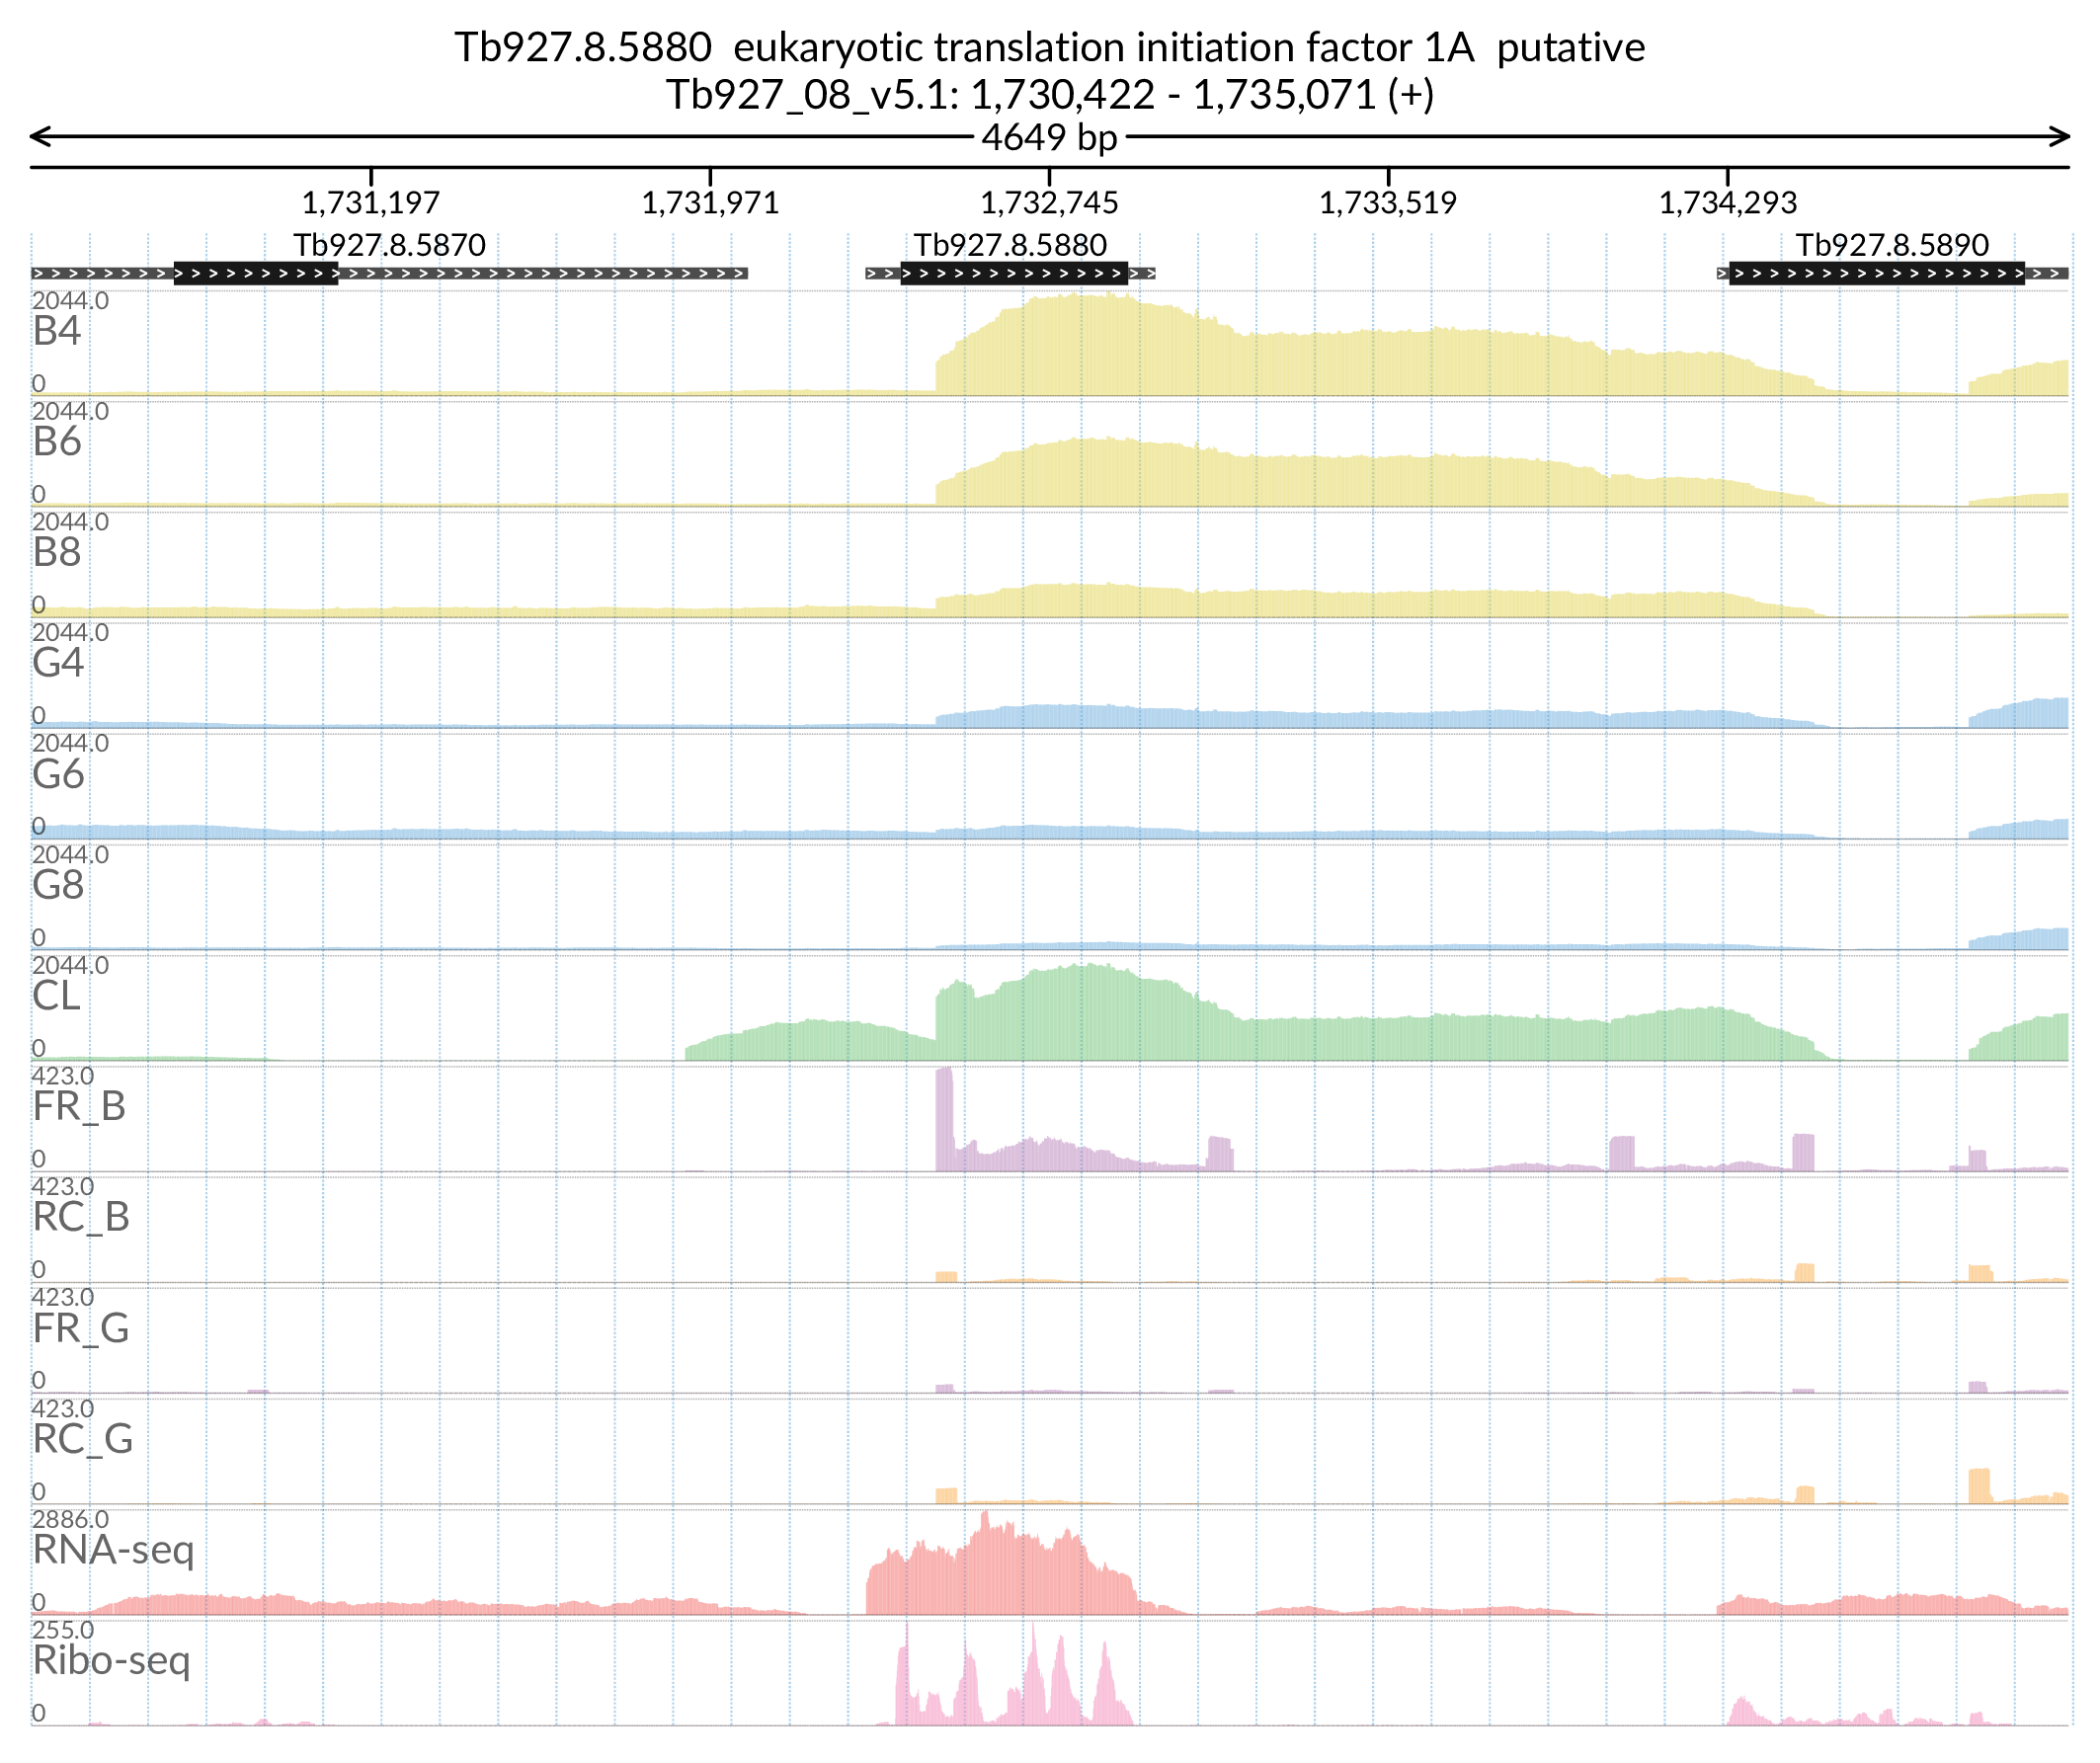 Tb927.8.5880 eukaryotic translation initiation factor 1A putative
Tb927_08_v5.1: 1,730,422 - 1,735,071 (+)
4649 bp
1,731,197 1,731,971 1,732,745 1,733,519 1,734,293
Tb927.8.5870 Tb927.8.5880 Tb927.8.5890
2044.0
B4
0
2044.0
B6
0
2044.0
B8
0
2044.0
G4
0
2044.0
G6
0
2044.0
G8
0
2044.0
CL
0
423.0
FR_B
0
423.0
RC_B
0
423.0
FR_G
0
423.0
RC_G
0
2886.0
RNA-seq
0
255.0
Ribo-seq
0